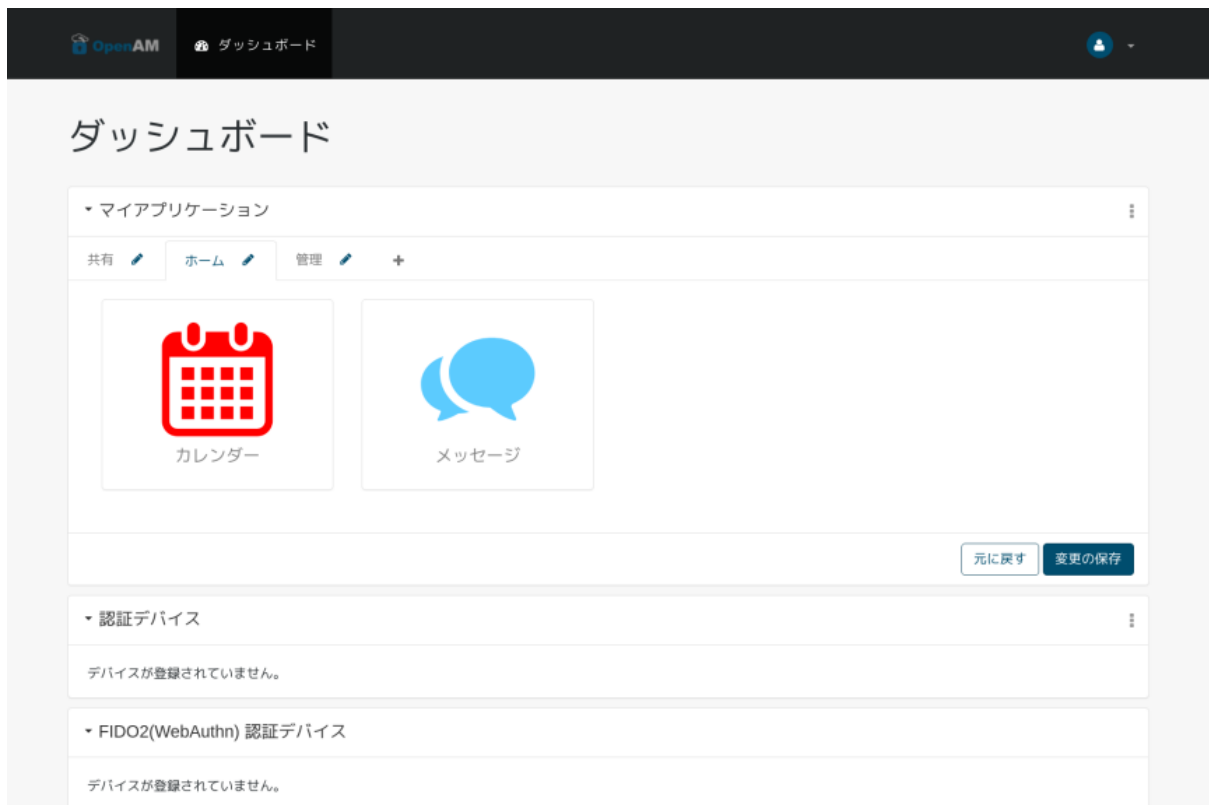 OpenAM ダッシュボード
ダッシュボード
マイアプリケーション
共有 ホーム 管理 +
カレンダー メッセージ
元に戻す 変更の保存
認証デバイス
デバイスが登録されていません。
FIDO2(WebAuthn) 認証デバイス
デバイスが登録されていません。